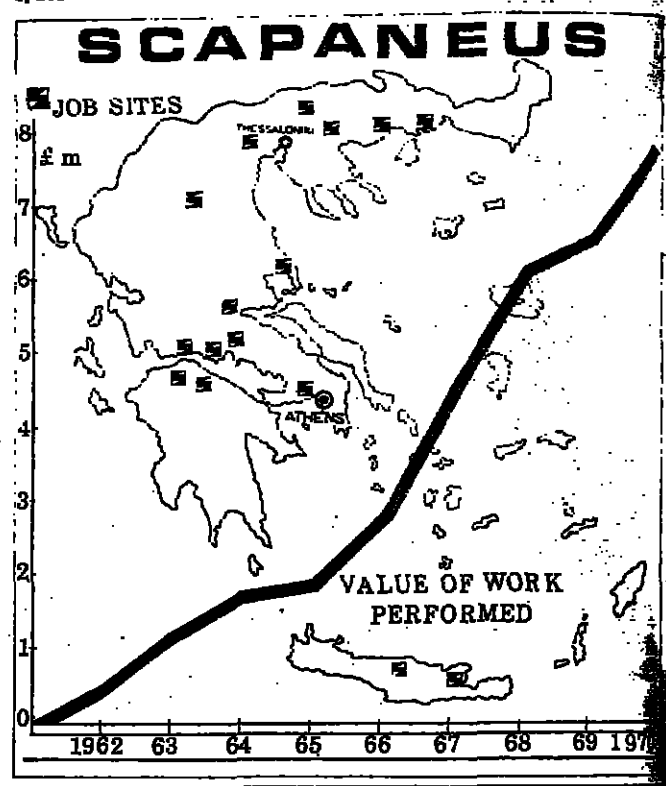 SCAPANEUS
JOB SITES
THESSALONIKI
£ m
8
7
6
5
4
3
2
1
0
ATHENS
VALUE OF WORK
PERFORMED
1962 63 64 65 66 67 68 69